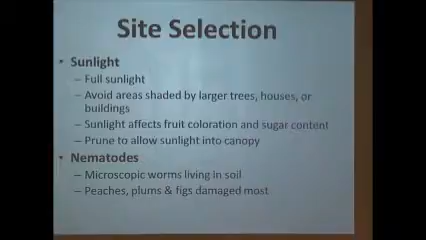 Site Selection
• Sunlight
– Full sunlight
– Avoid areas shaded by larger trees, houses, or
buildings
– Sunlight affects fruit coloration and sugar content
– Prune to allow sunlight into canopy
• Nematodes
– Microscopic worms living in soil
– Peaches, plums & figs damaged most